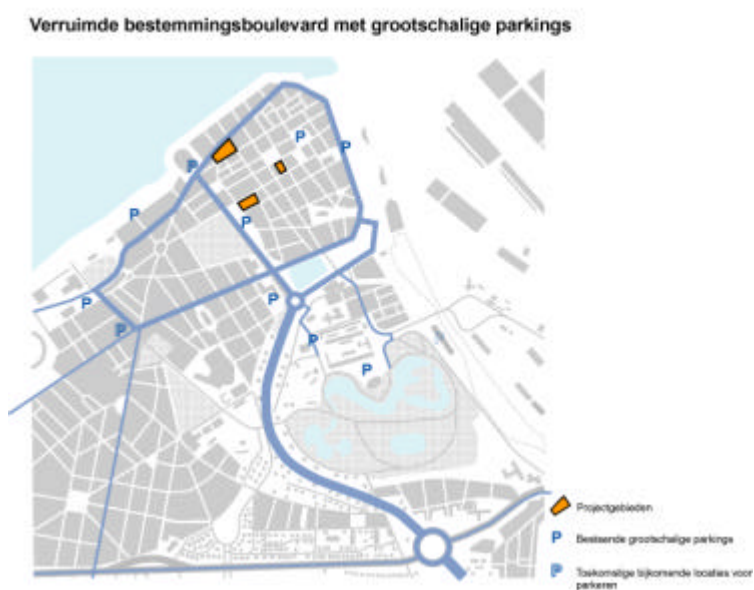 Verruimde bestemmingsboulevard met grootschalige parkings
P
P
P
P
P
P
P
P
P
P
P
Projectgebieden
P Bestaande grootschalige parkings
P Toekomstige bijkomende locaties voor
parkeren